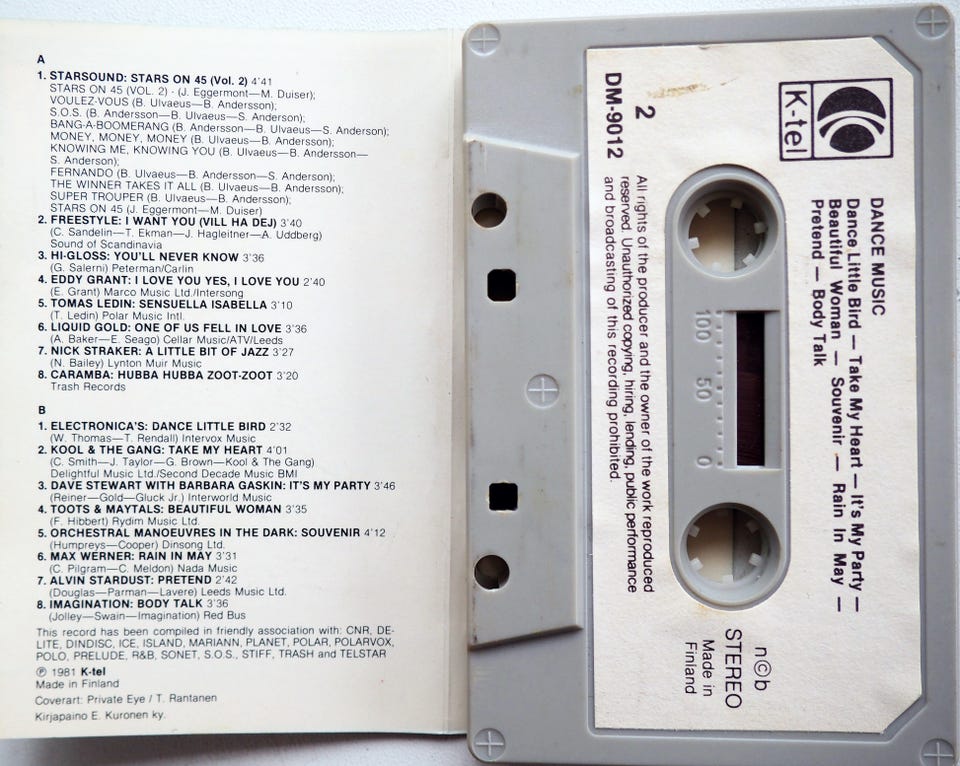 A
1. STARSOUND: STARS ON 45 (Vol. 2) 4'41
STARS ON 45 (VOL. 2) - (J. Eggermont—M. Duiser);
VOULEZ-VOUS (B. Ulvaeus—B. Andersson);
S.O.S. (B. Andersson—B. Ulvaeus—S. Anderson);
BANG-A-BOOMERANG (B. Andersson—B. Ulvaeus—S. Anderson);
MONEY, MONEY, MONEY (B. Ulvaeus—B. Andersson);
KNOWING ME, KNOWING YOU (B. Ulvaeus—B. Andersson—
S. Anderson);
FERNANDO (B. Ulvaeus—B. Andersson—S. Anderson);
THE WINNER TAKES IT ALL (B. Ulvaeus—B. Andersson);
SUPER TROUPER (B. Ulvaeus—B. Andersson);
STARS ON 45 (J. Eggermont—M. Duiser)
2. FREESTYLE: I WANT YOU (VILL HA DEJ) 3'40
(C. Sandelin—T. Ekman—J. Hagleitner—A. Uddberg)
Sound of Scandinavia
3. HI-GLOSS: YOU'LL NEVER KNOW 3'36
(G. Salerni) Peterman/Carlin
4. EDDY GRANT: I LOVE YOU YES, I LOVE YOU 2'40
(E. Grant) Marco Music Ltd./Intersong
5. TOMAS LEDIN: SENSUELLA ISABELLA 3'10
(T. Ledin) Polar Music Intl.
6. LIQUID GOLD: ONE OF US FELL IN LOVE 3'36
(A. Baker—E. Seago) Cellar Music/ATV/Leeds
7. NICK STRAKER: A LITTLE BIT OF JAZZ 3'27
(N. Bailey) Lynton Muir Music
8. CARAMBA: HUBBA HUBBA ZOOT-ZOOT 3'20
Trash Records
B
1. ELECTRONICA'S: DANCE LITTLE BIRD 2'32
(W. Thomas—T. Rendall) Intervox Music
2. KOOL & THE GANG: TAKE MY HEART 4'01
(C. Smith—J. Taylor—G. Brown—Kool & The Gang)
Delightful Music Ltd./Second Decade Music BMI
3. DAVE STEWART WITH BARBARA GASKIN: IT'S MY PARTY 3'46
(Reiner—Gold—Gluck Jr.) Interworld Music
4. TOOTS & MAYTALS: BEAUTIFUL WOMAN 3'35
(F. Hibbert) Rydim Music Ltd.
5. ORCHESTRAL MANOEUVRES IN THE DARK: SOUVENIR 4'12
(Humpreys—Cooper) Dinsong Ltd.
6. MAX WERNER: RAIN IN MAY 3'31
(C. Pilgram—C. Meldon) Nada Music
7. ALVIN STARDUST: PRETEND 2'42
(Douglas—Parman—Lavere) Leeds Music Ltd.
8. IMAGINATION: BODY TALK 3'36
(Jolley—Swain—Imagination) Red Bus
This record has been compiled in friendly association with: CNR, DE-
LITE, DINDISC, ICE, ISLAND, MARIANN, PLANET, POLAR, POLARVOX,
POLO, PRELUDE, R&B, SONET, S.O.S., STIFF, TRASH and TELSTAR
℗ 1981 K-tel
Made in Finland
Coverart: Private Eye / T. Rantanen
Kirjapaino E. Kuronen ky.
K-tel
DANCE MUSIC
Dance Little Bird — Take My Heart — It's My Party —
Beautiful Woman — Souvenir — Rain In May —
Pretend — Body Talk
100 50 0
n©b
STEREO
Made in
Finland
All rights of the producer and the owner of the work reproduced
reserved. Unauthorized copying, hiring, lending, public performance
and broadcasting of this recording prohibited.
2
DM-9012